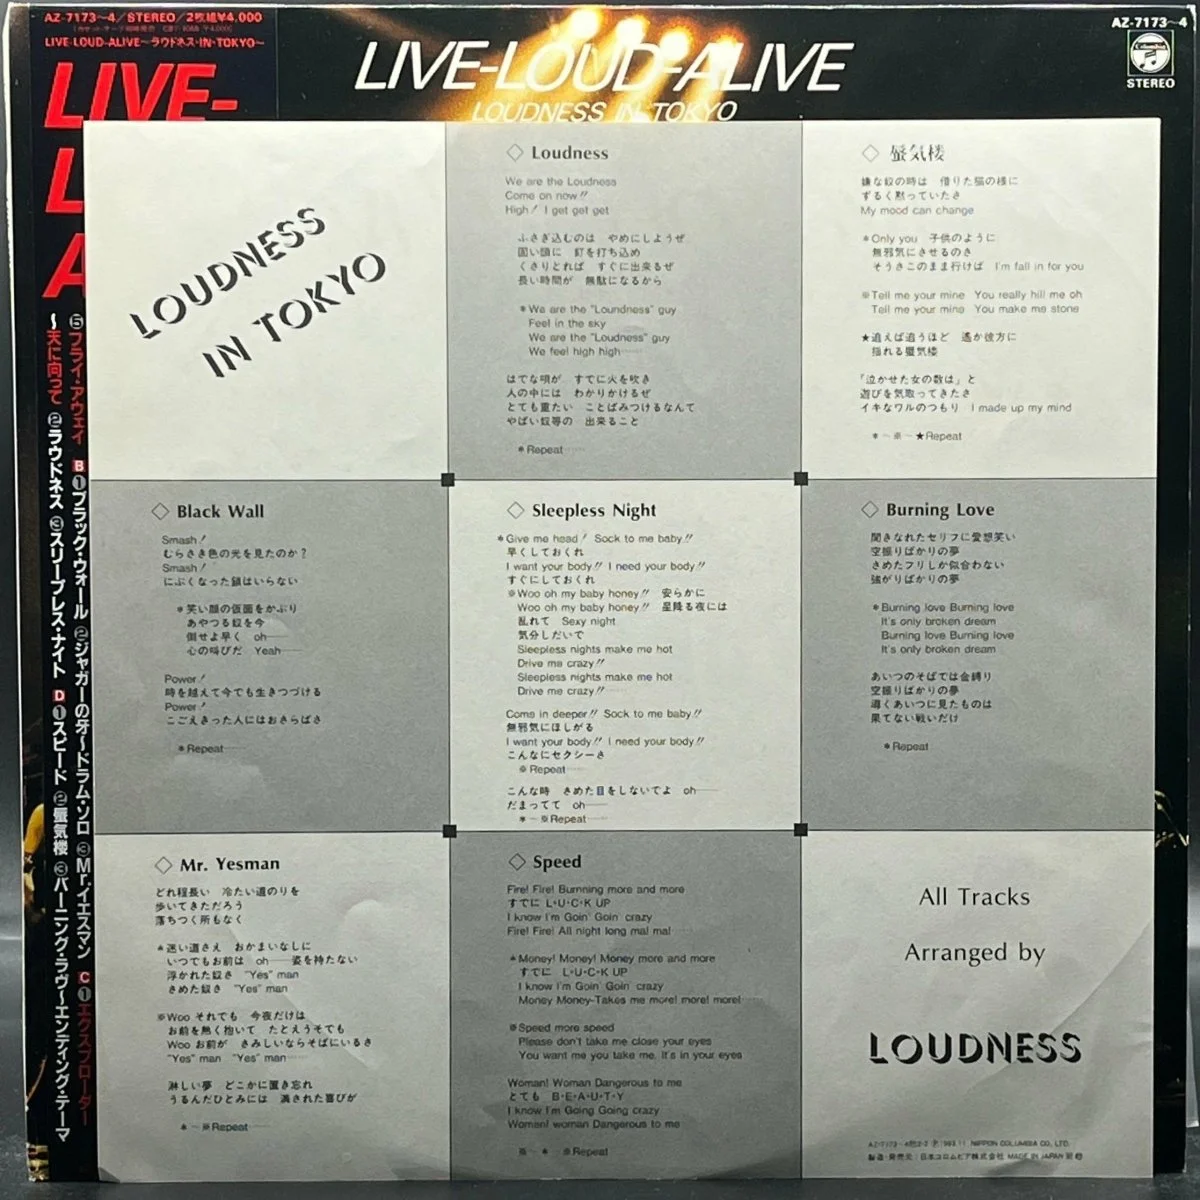 AZ-7173~4/STEREO/2枚組¥4,000
LIVE-LOUD-ALIVE~ラウドネス・IN・TOKYO~
LIVE-
L
A
⑤フライ・アウェイ B①ブラック・ウォール ②ジャガーの牙~ドラム・ソロ ③Mr.イエスマン C①エクスプローダー
~天に向って ②ラウドネス ③スリープレス・ナイト D①スピード ②蜃気楼 ③バーニング・ラヴ~エンディング・テーマ
LIVE-LOUD-ALIVE
LOUDNESS IN TOKYO
AZ-7173~4
Columbia
STEREO
LOUDNESS
IN TOKYO
◇ Loudness
We are the Loudness
Come on now!!
High! I get get get
ふさぎ込むのは やめにしようぜ
固い頭に 釘を打ち込め
くさりとれば すぐに出来るぜ
長い時間が 無駄になるから
*We are the "Loundness" guy
Feel in the sky
We are the "Loudness" guy
We feel high high……
はてな唄が すでに火を吹き
人の中には わかりかけるぜ
とても重たい ことばみつけるなんて
やばい奴等の 出来ること
*Repeat……
◇ 蜃気楼
嫌な奴の時は 借りた猫の様に
ずるく黙っていたさ
My mood can change
*Only you 子供のように
無邪気にさせるのさ
そうさこのまま行けば I'm fall in for you
※Tell me your mine You really hill me oh
Tell me your mine You make me stone
★追えば追うほど 遙か彼方に
揺れる蜃気楼
「泣かせた女の数は」と
遊びを気取ってきたさ
イキなワルのつもり I made up my mind
*~※~★Repeat
◇ Black Wall
Smash!
むらさき色の光を見たのか?
Smash!
にぶくなった頭はいらない
*笑い顔の仮面をかぶり
あやつる奴を今
倒せよ早く oh——
心の叫びだ Yeah——
Power!
時を越えて今でも生きつづける
Power!
こごえきった人にはおさらばさ
*Repeat……
◇ Sleepless Night
*Give me head! Sock to me baby!!
早くしておくれ
I want your body!! I need your body!!
すぐにしておくれ
※Woo oh my baby honey!! 安らかに
Woo oh my baby honey!! 星降る夜には
乱れて Sexy night
気分しだいで
Sleepless nights make me hot
Drive me crazy!!
Sleepless nights make me hot
Drive me crazy!!
Come in deeper!! Sock to me baby!!
無邪気にほしがる
I want your body!! I need your body!!
こんなにセクシーさ
※Repeat……
こんな時 さめた目をしないでよ oh——
だまってて oh——
*~※Repeat……
◇ Burning Love
聞きなれたセリフに愛想笑い
空振りばかりの夢
さめたフリしか似合わない
強がりばかりの夢
*Burning love Burning love
It's only broken dream
Burning love Burning love
It's only broken dream
あいつのそばでは金縛り
空振りばかりの夢
導くあいつに見たものは
果てない戦いだけ
*Repeat
◇ Mr. Yesman
どれ程長い 冷たい道のりを
歩いてきただろう
落ちつく所もなく
*迷い道さえ おかまいなしに
いつでもお前は oh——姿を持たない
浮かれた奴さ "Yes" man
さめた奴さ "Yes" man
※Woo それでも 今夜だけは
お前を熱く抱いて たとえうそでも
Woo お前が さみしいならそばにいるさ
"Yes" man "Yes" man……
淋しい夢 どこかに置き忘れ
うるんだひとみには 満された喜びが
*~※Repeat……
◇ Speed
Fire! Fire! Burnning more and more
すでに L・U・C・K UP
I know I'm Goin' Goin' crazy
Fire! Fire! All night long ma! ma!……
*Money! Money! Money more and more
すでに L・U・C・K UP
I know I'm Goin' Goin' crazy
Money Money-Takes me more! more! more!……
※Speed more speed
Please don't take me close your eyes
You want me you take me. It's in your eyes
Woman! Woman Dangerous to me
とても B・E・A・U・T・Y
I know I'm Going Going crazy
Woman! woman Dangerous to me
※~* ※Repeat
All Tracks
Arranged by
LOUDNESS
NIPPON COLUMBIA CO., LTD.
製造・発売元:日本コロムビア株式会社 MADE IN JAPAN